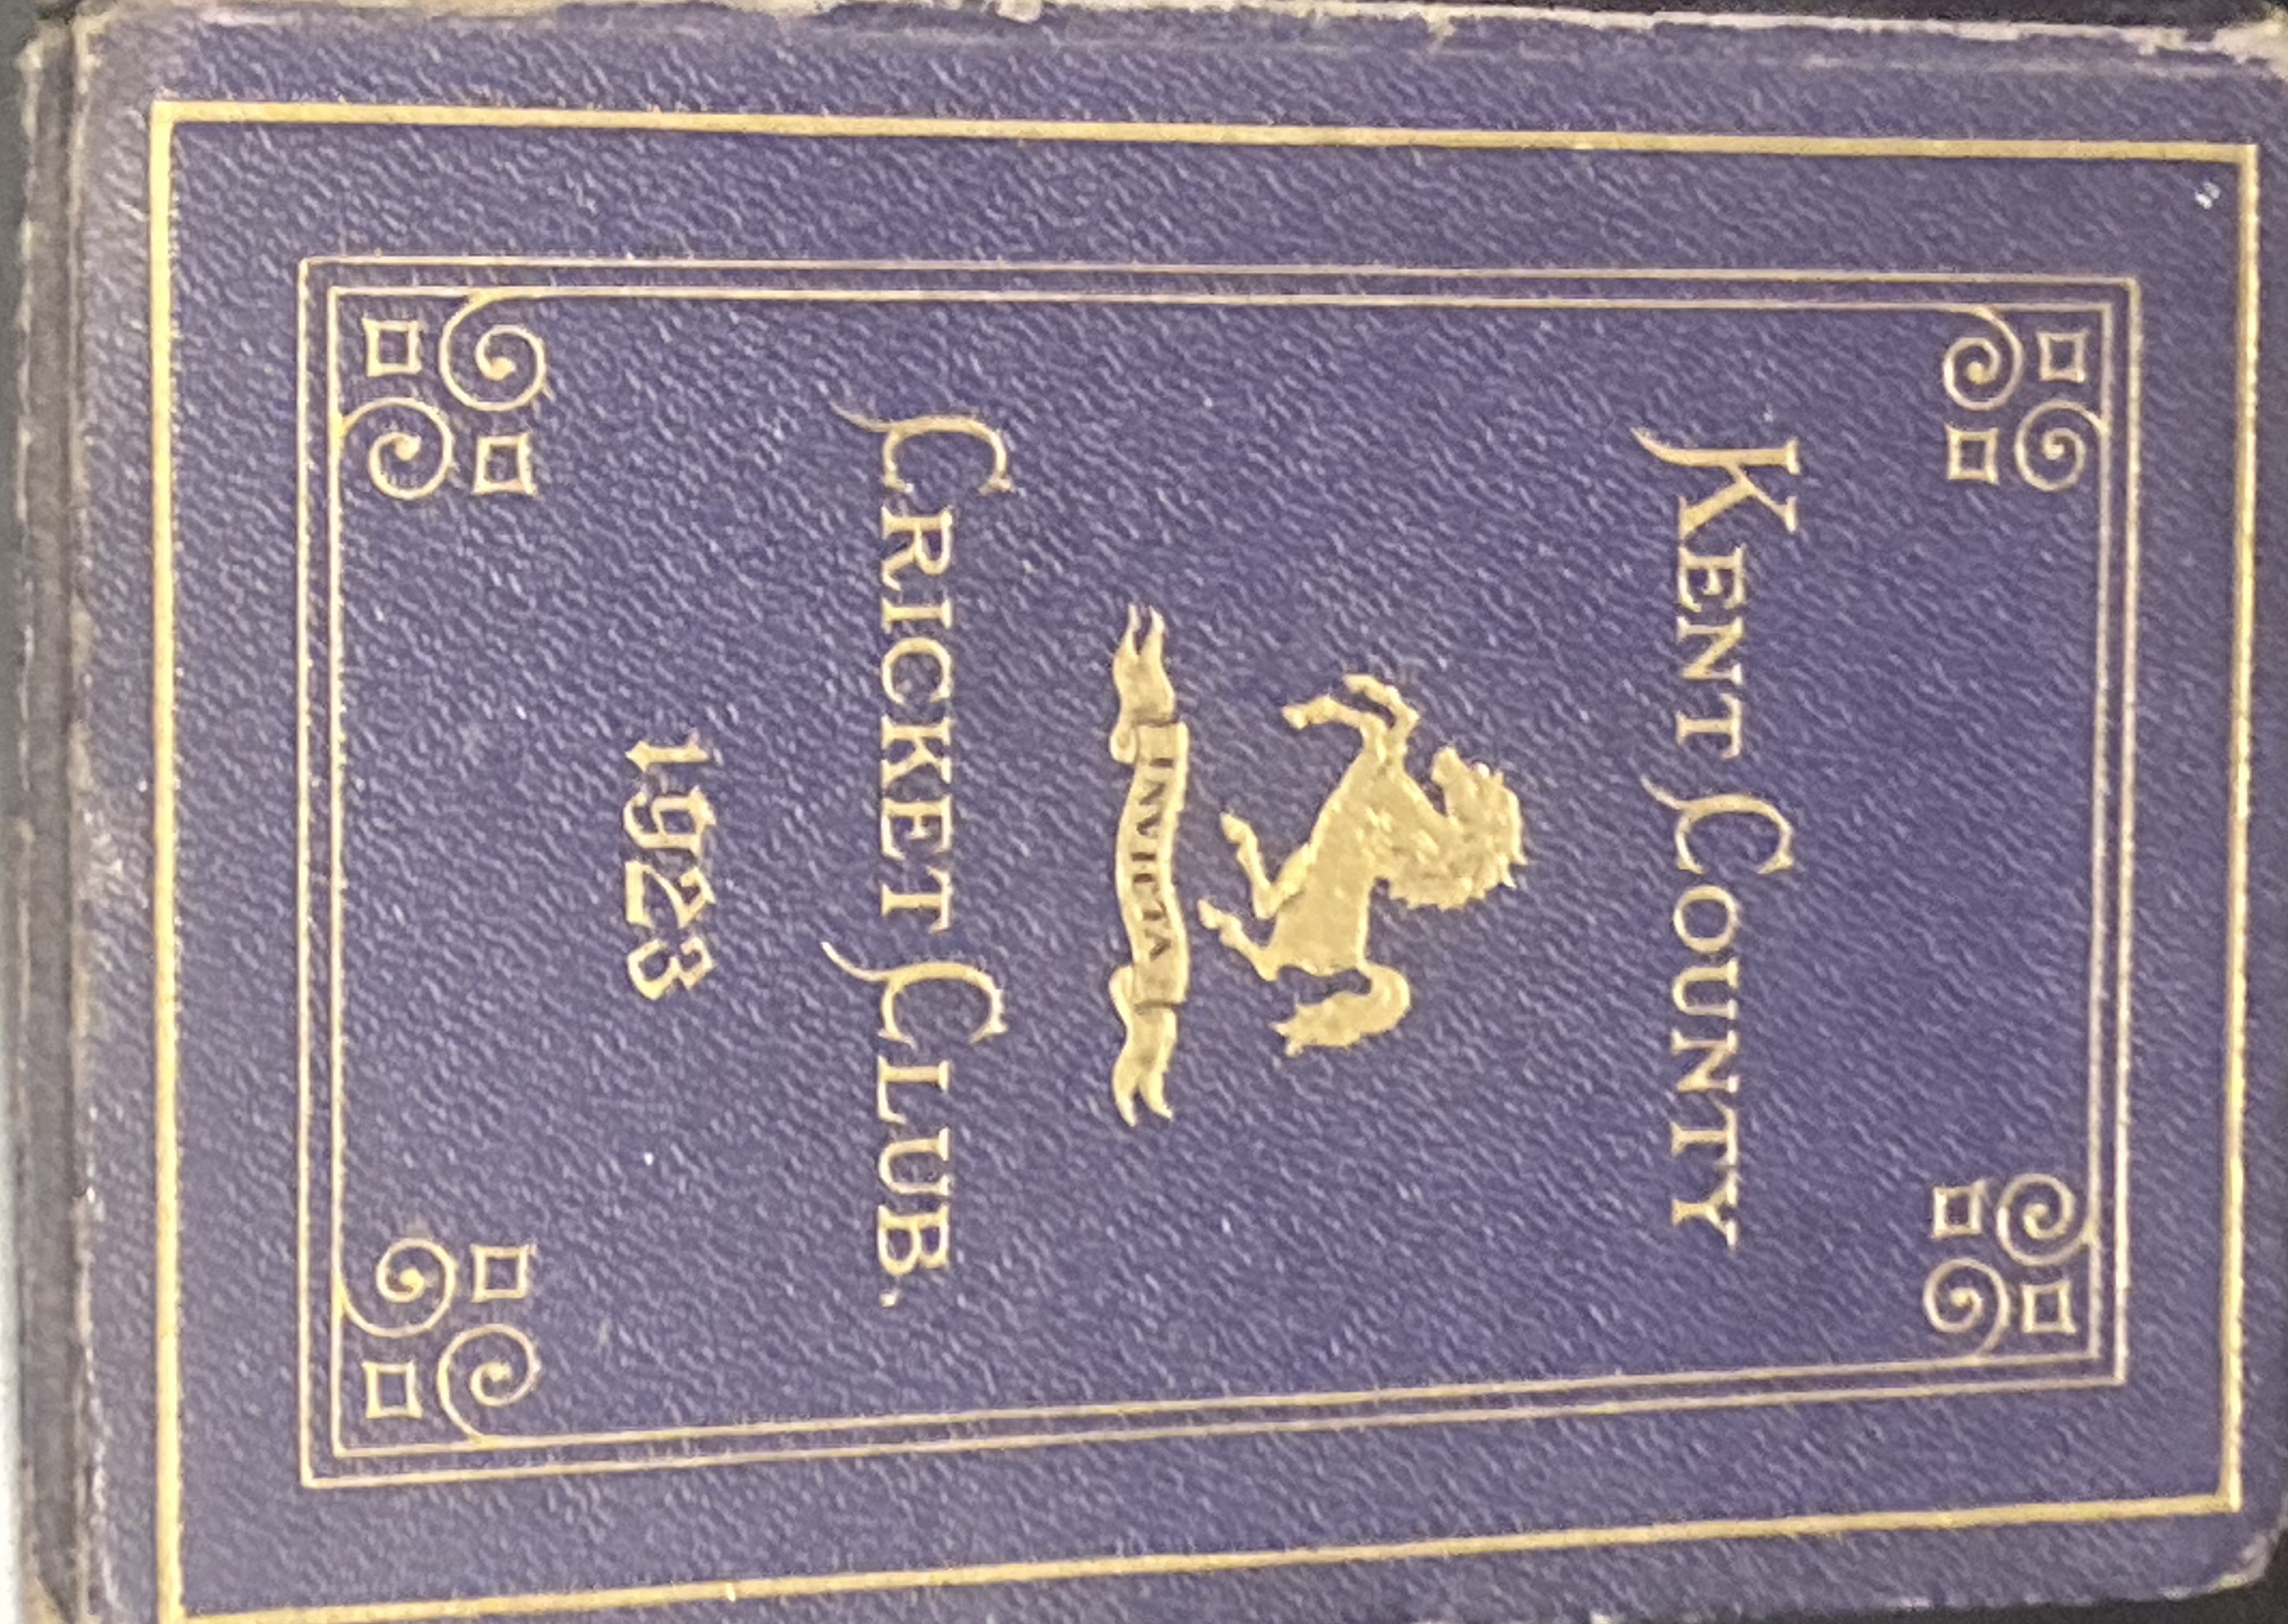 KENT COUNTY
INVICTA
CRICKET CLUB.
1923